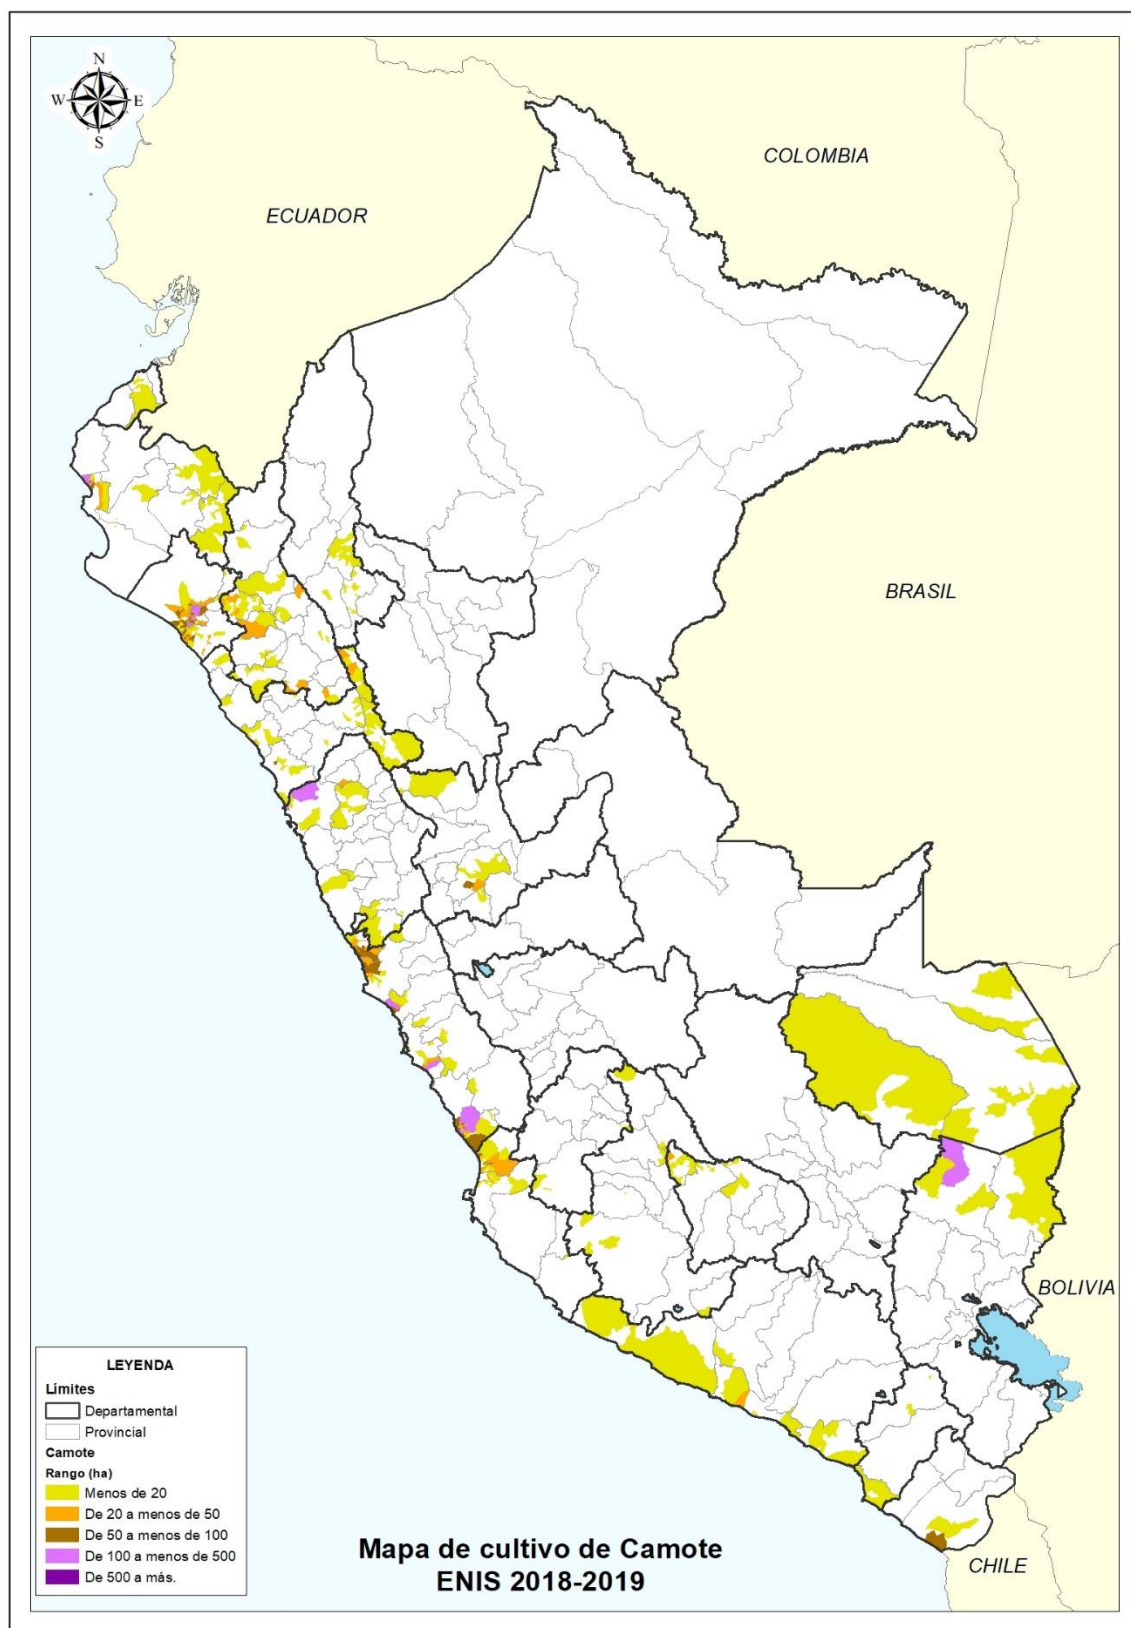 N
W E
S
COLOMBIA
ECUADOR
BRASIL
BOLIVIA
CHILE
LEYENDA
Límites
Departamental
Provincial
Camote
Rango (ha)
Menos de 20
De 20 a menos de 50
De 50 a menos de 100
De 100 a menos de 500
De 500 a más.
Mapa de cultivo de Camote
ENIS 2018-2019